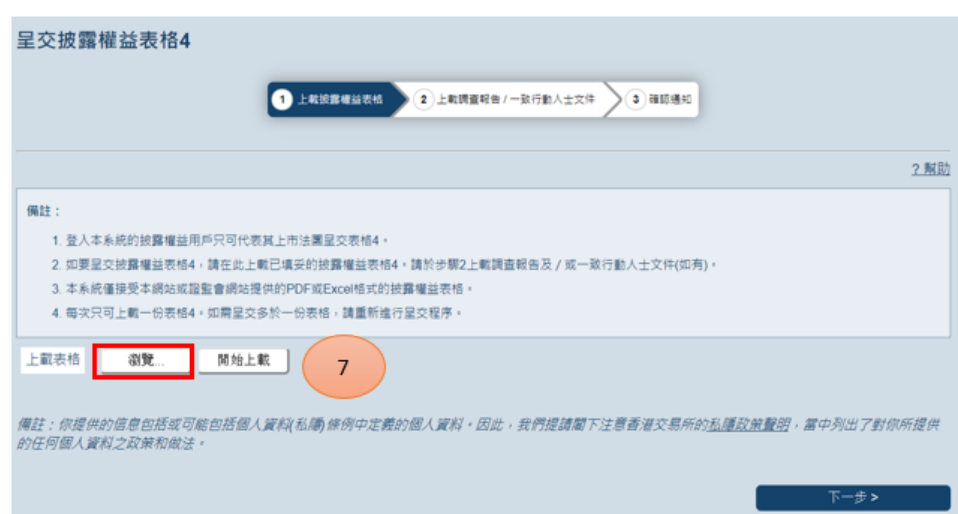 呈交披露權益表格4
1 上載披露權益表格 2 上載調查報告 / 一致行動人士文件 3 確認通知
? 幫助
備註：
1. 登入本系統的披露權益用戶只可代表其上市法團呈交表格4。
2. 如要呈交披露權益表格4，請在此上載已填妥的披露權益表格4。請於步驟2上載調查報告及 / 或一致行動人士文件(如有)。
3. 本系統僅接受本網站或證監會網站提供的PDF或Excel格式的披露權益表格。
4. 每次只可上載一份表格4。如需呈交多於一份表格，請重新進行呈交程序。
上載表格 瀏覽... 開始上載 7
備註：你提供的信息包括或可能包括個人資料(私隱)條例中定義的個人資料。因此，我們提請閣下注意香港交易所的私隱政策聲明，當中列出了對你所提供
的任何個人資料之政策和做法。
下一步 >